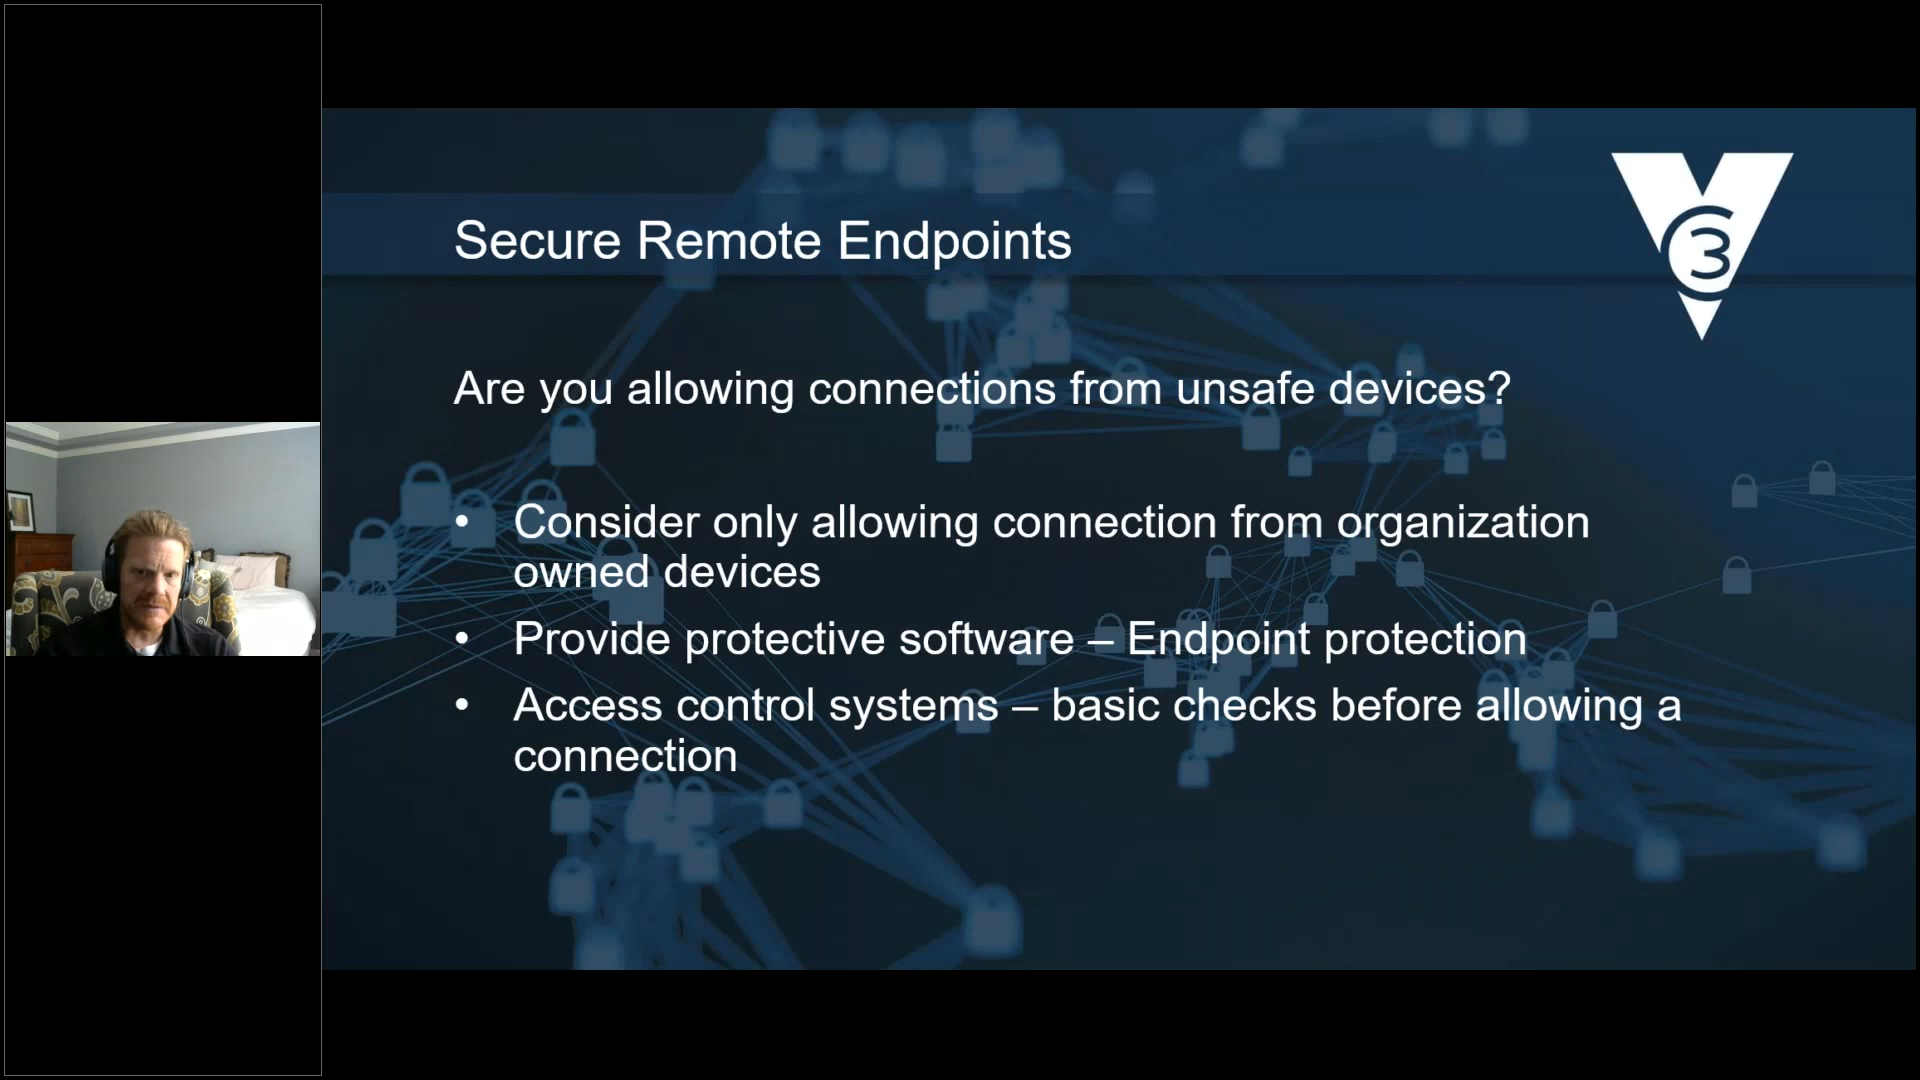 Secure Remote Endpoints
V
3
Are you allowing connections from unsafe devices?
• Consider only allowing connection from organization
owned devices
• Provide protective software – Endpoint protection
• Access control systems – basic checks before allowing a
connection